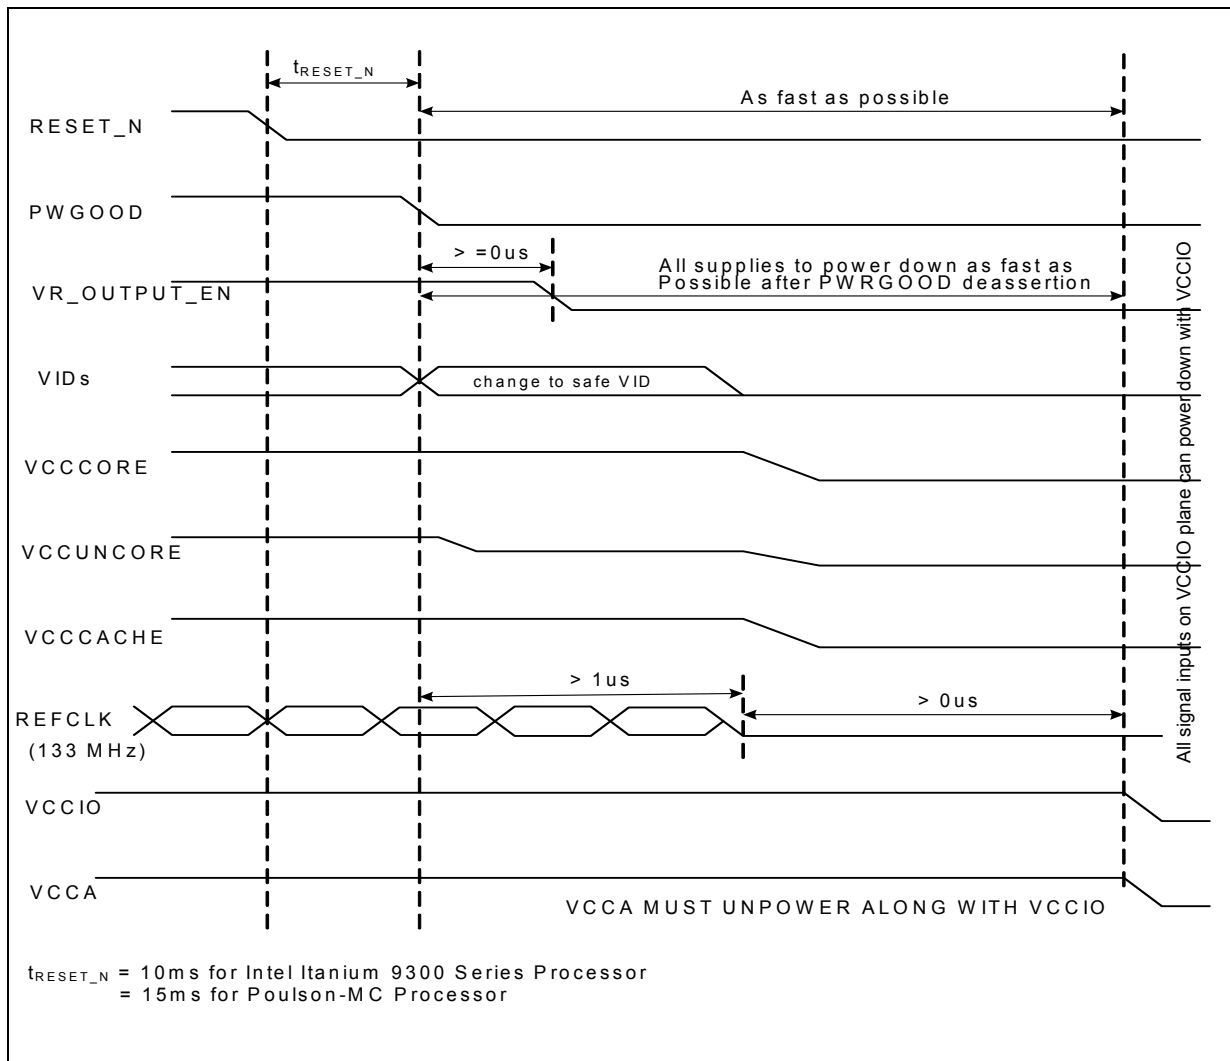 tRESET_N
As fast as possible
RESET_N
PWGOOD
> =0us
All supplies to power down as fast as
Possible after PWRGOOD deassertion
VR_OUTPUT_EN
VIDs
change to safe VID
VCCCORE
VCCUNCORE
VCCCACHE
> 1us
> 0us
REFCLK
(133 MHz)
VCCIO
VCCA
VCCA MUST UNPOWER ALONG WITH VCCIO
All signal inputs on VCCIO plane can power down with VCCIO
tRESET_N = 10ms for Intel Itanium 9300 Series Processor
= 15ms for Poulson-MC Processor